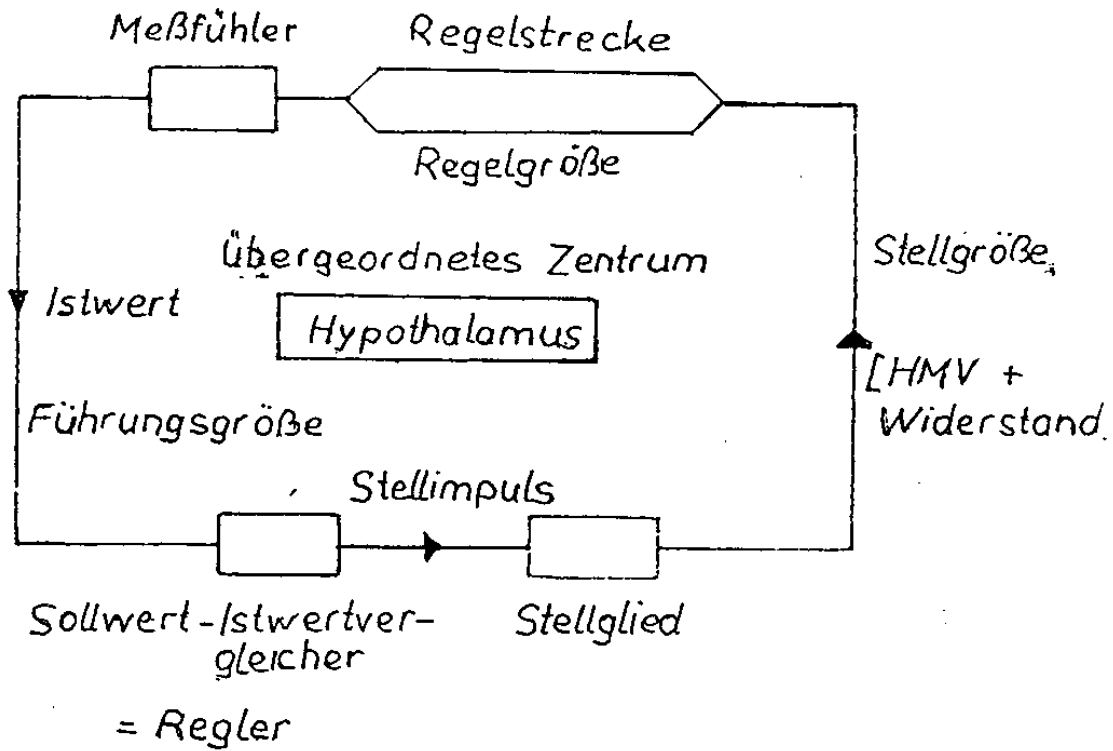 Meßfühler
Regelstrecke
Regelgröße
Übergeordnetes Zentrum
Hypothalamus
Istwert
Stellgröße
[HMV +
Widerstand
Führungsgröße
Stellimpuls
Sollwert-Istwertver-
gleicher
= Regler
Stellglied